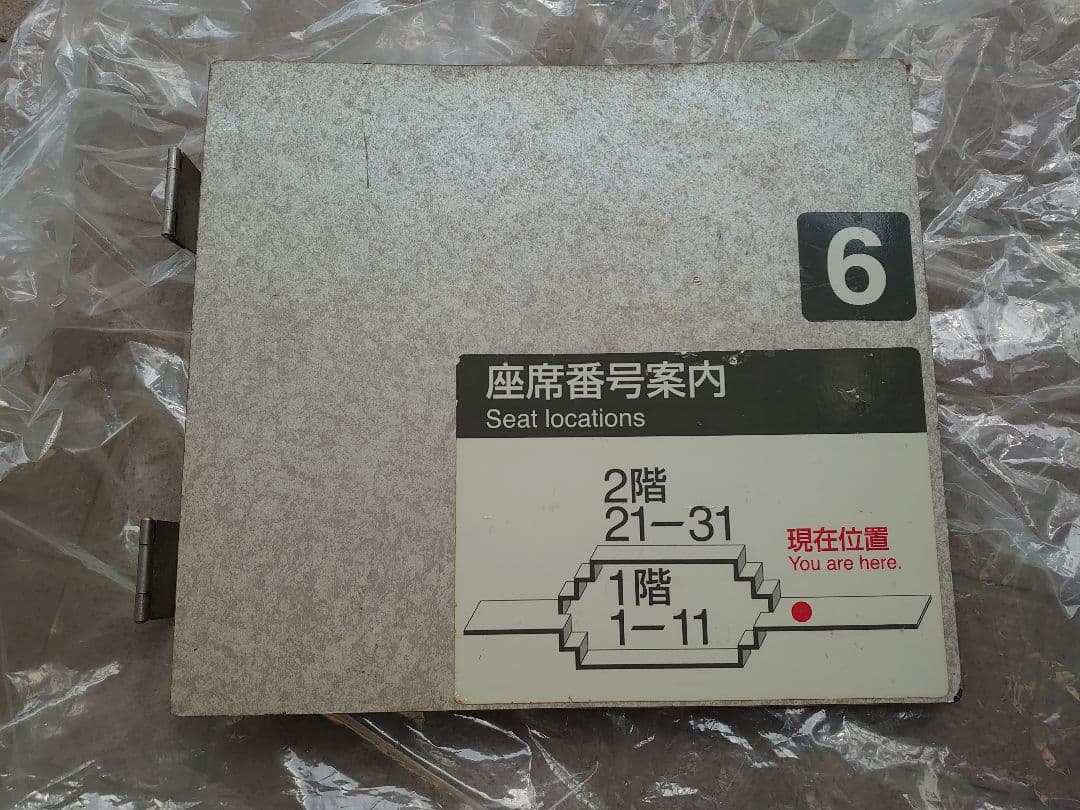 6
座席番号案内
Seat locations
2階
21－31
現在位置
You are here.
1階
1－11